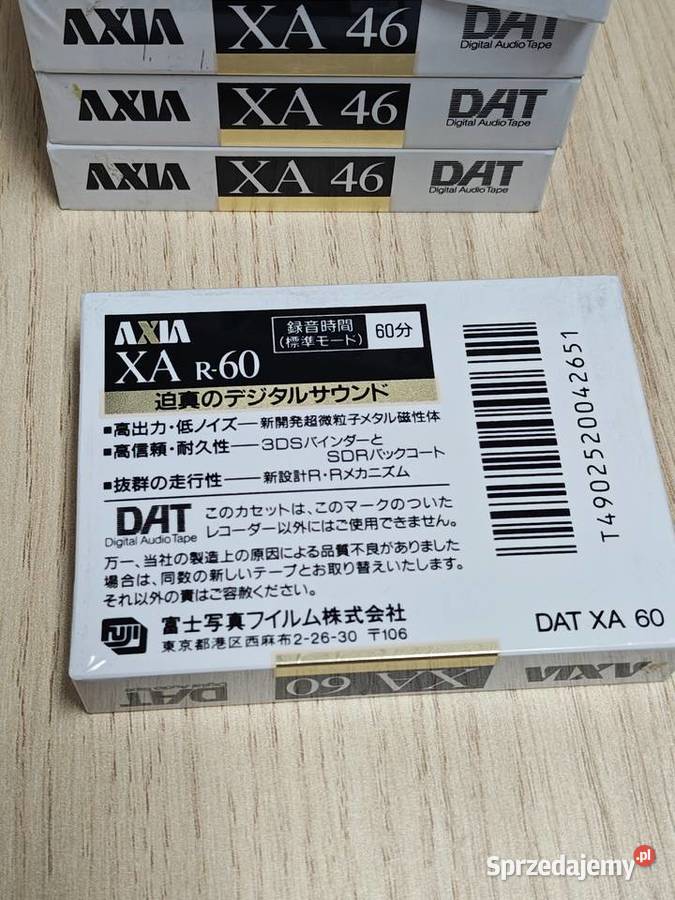 AXIA XA 46 DAT
Digital Audio Tape
AXIA XA 46 DAT
Digital Audio Tape
AXIA XA 46 DAT
Digital Audio Tape
AXIA
XA R-60
録音時間
(標準モード)
60分
迫真のデジタルサウンド
■高出力・低ノイズ──新開発超微粒子メタル磁性体
■高信頼・耐久性──3DSバインダーと
SDRバックコート
■抜群の走行性──新設計R・Rメカニズム
DAT
Digital Audio Tape
このカセットは、このマークのついた
レコーダー以外にはご使用できません。
万一、当社の製造上の原因による品質不良がありました
場合は、同数の新しいテープとお取り替えいたします。
それ以外の責はご容赦ください。
FUJI
富士写真フイルム株式会社
東京都港区西麻布2-26-30 〒106
T4902520042651
DAT XA 60
AXIA XA 60 DAT
Sprzedajemy.pl